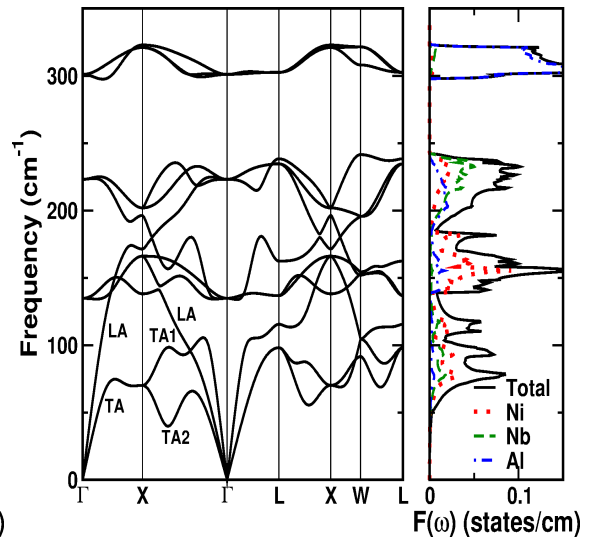 300
200
100
0
Frequency (cm⁻¹)
LA
LA
TA1
TA
TA2
Γ X Γ L X W L
Total
Ni
Nb
Al
0 0.1
F(ω) (states/cm)
)